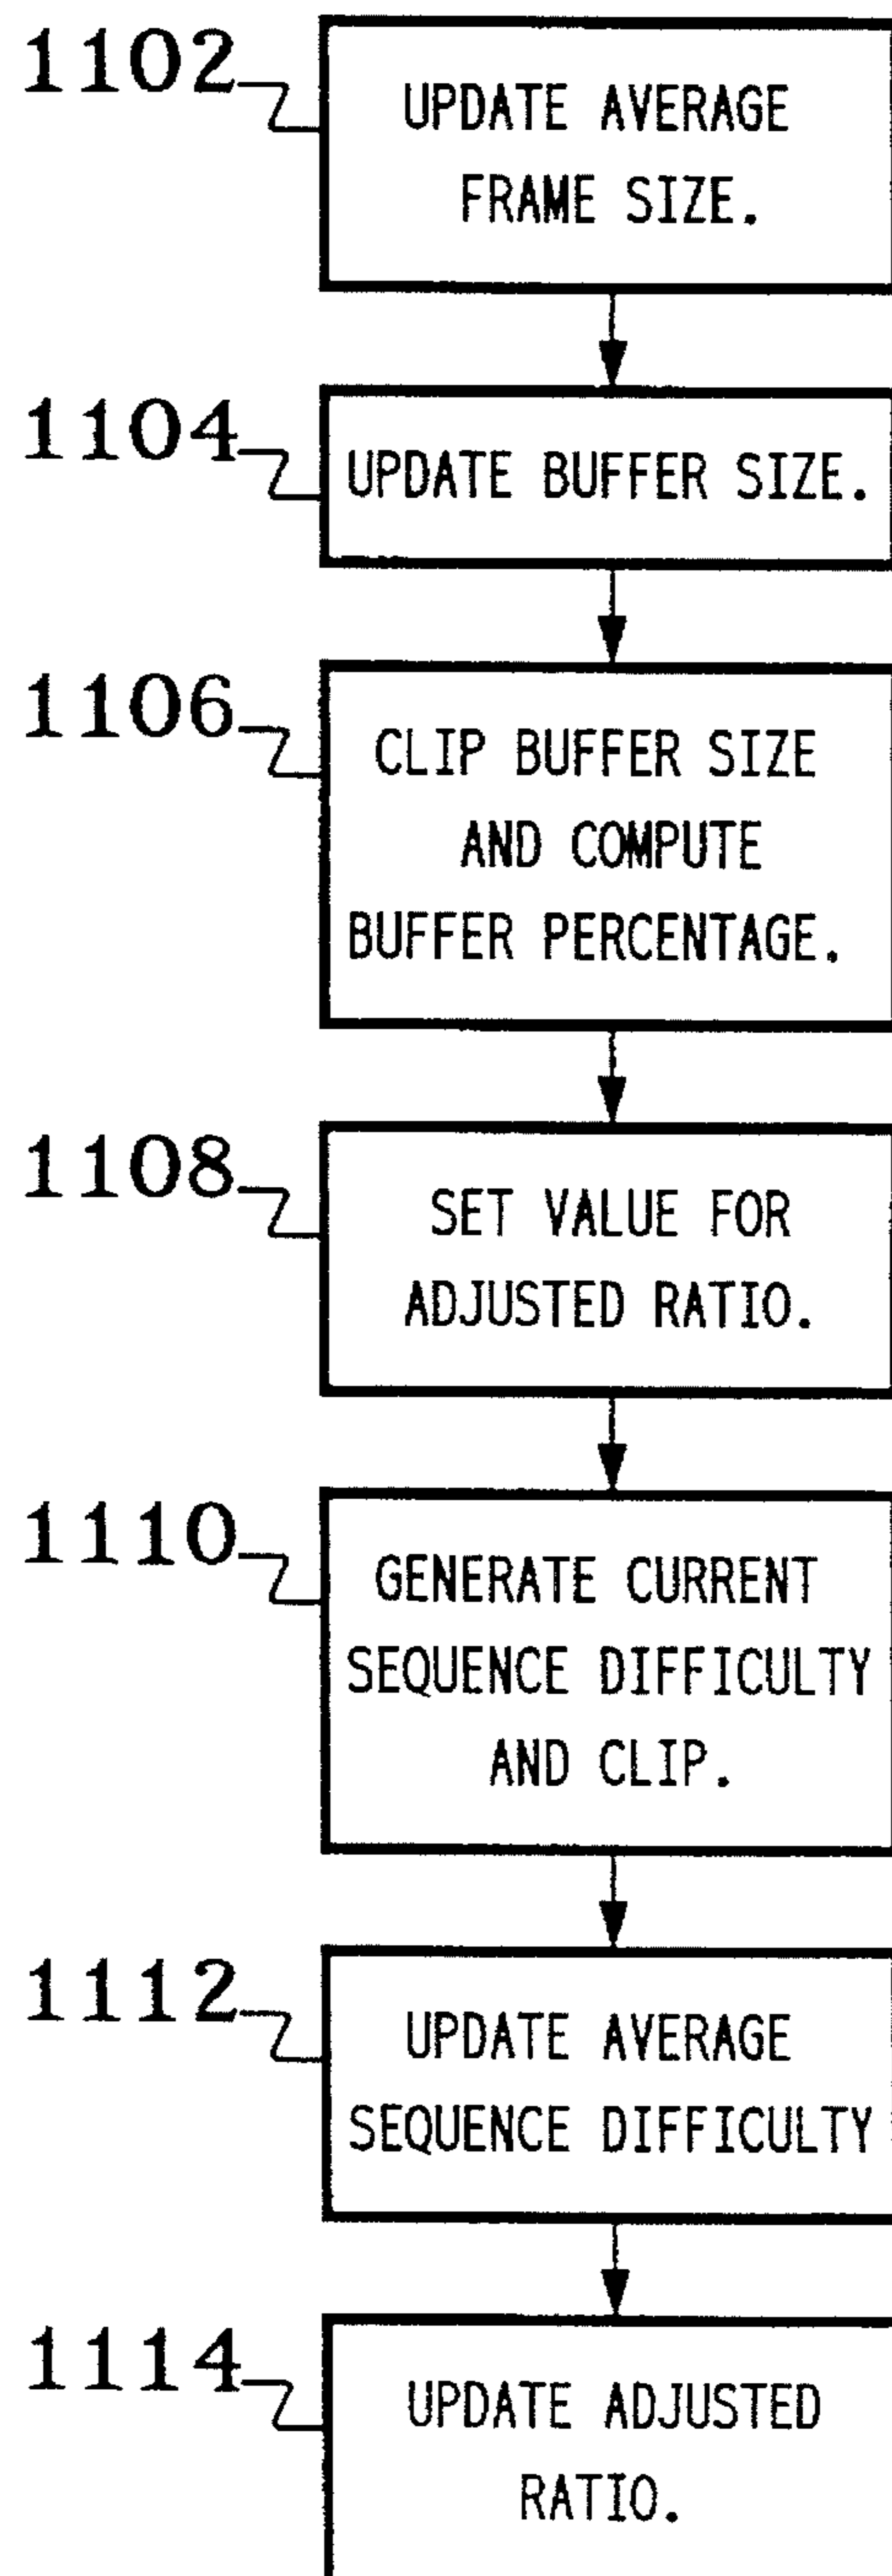 1102
UPDATE AVERAGE
FRAME SIZE.
1104
UPDATE BUFFER SIZE.
1106
CLIP BUFFER SIZE
AND COMPUTE
BUFFER PERCENTAGE.
1108
SET VALUE FOR
ADJUSTED RATIO.
1110
GENERATE CURRENT
SEQUENCE DIFFICULTY
AND CLIP.
1112
UPDATE AVERAGE
SEQUENCE DIFFICULTY
1114
UPDATE ADJUSTED
RATIO.